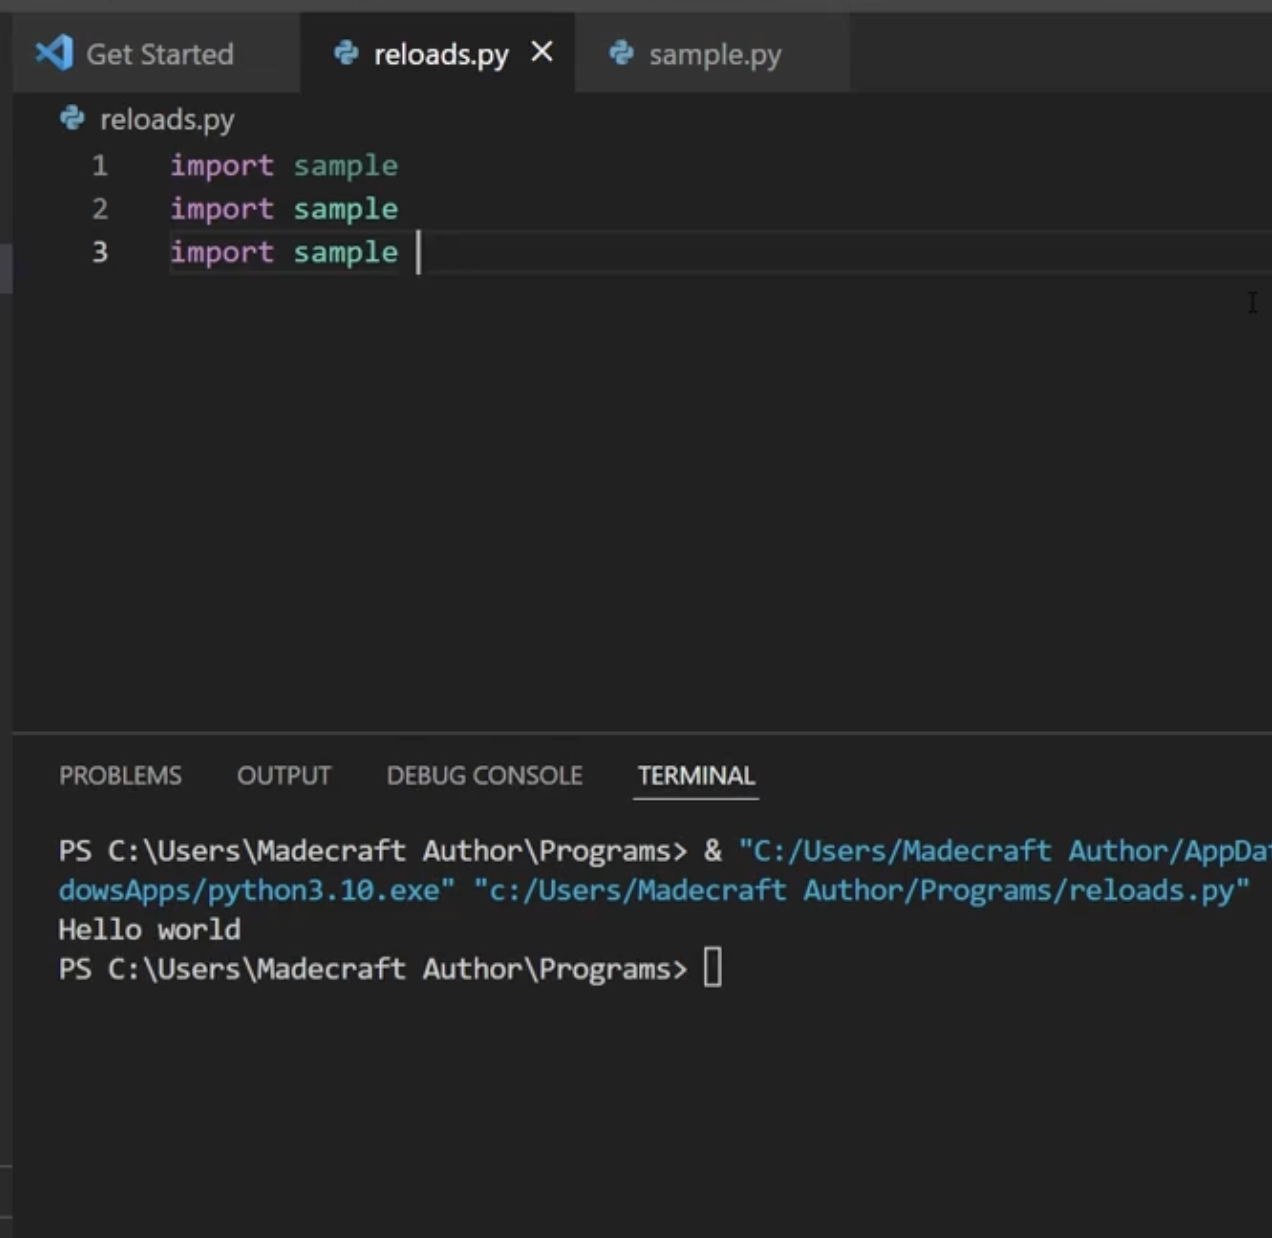 Get Started
reloads.py
sample.py
reloads.py
1 import sample
2 import sample
3 import sample
PROBLEMS OUTPUT DEBUG CONSOLE TERMINAL
PS C:\Users\Madecraft Author\Programs> & "C:/Users/Madecraft Author/AppDat
dowsApps/python3.10.exe" "c:/Users/Madecraft Author/Programs/reloads.py"
Hello world
PS C:\Users\Madecraft Author\Programs>